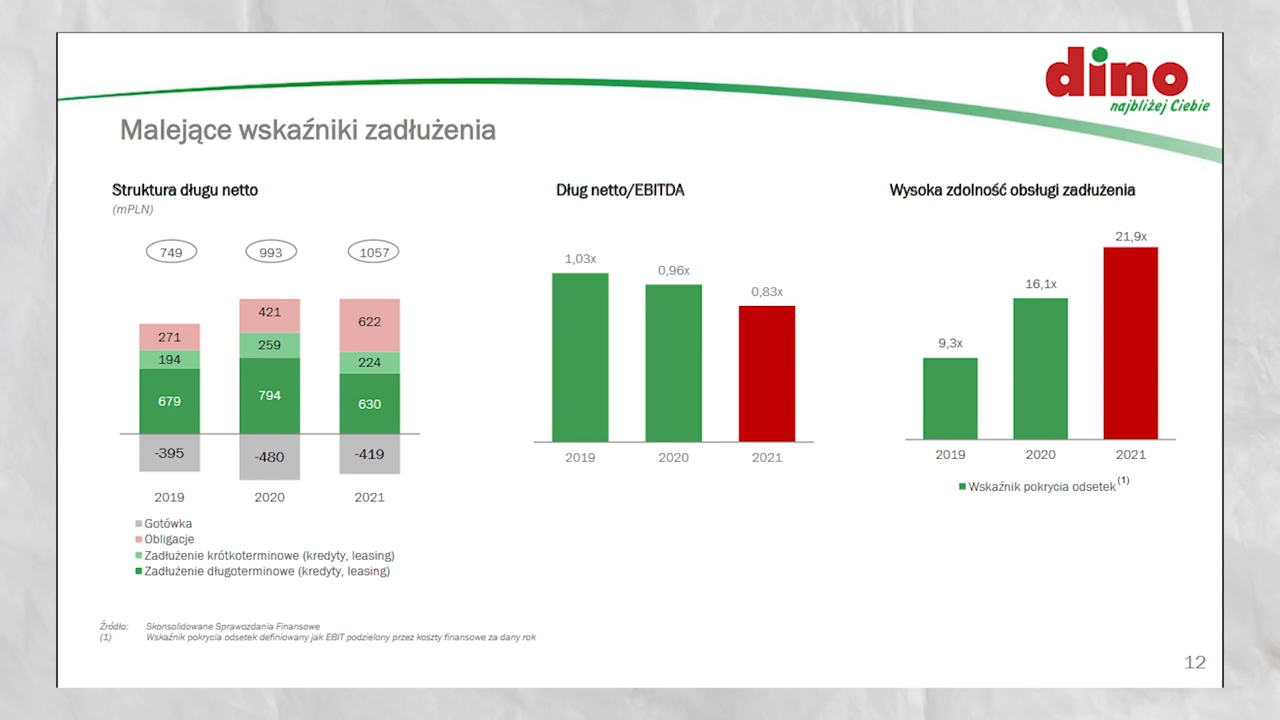 dino
najbliżej Ciebie
Malejące wskaźniki zadłużenia
Struktura długu netto
(mPLN)
749 993 1057
271 421 622
194 259 224
679 794 630
-395 -480 -419
2019 2020 2021
Gotówka
Obligacje
Zadłużenie krótkoterminowe (kredyty, leasing)
Zadłużenie długoterminowe (kredyty, leasing)
Dług netto/EBITDA
1,03x 0,96x 0,83x
2019 2020 2021
Wysoka zdolność obsługi zadłużenia
9,3x 16,1x 21,9x
2019 2020 2021
Wskaźnik pokrycia odsetek(1)
Źródło: Skonsolidowane Sprawozdania Finansowe
(1) Wskaźnik pokrycia odsetek definiowany jak EBIT podzielony przez koszty finansowe za dany rok
12